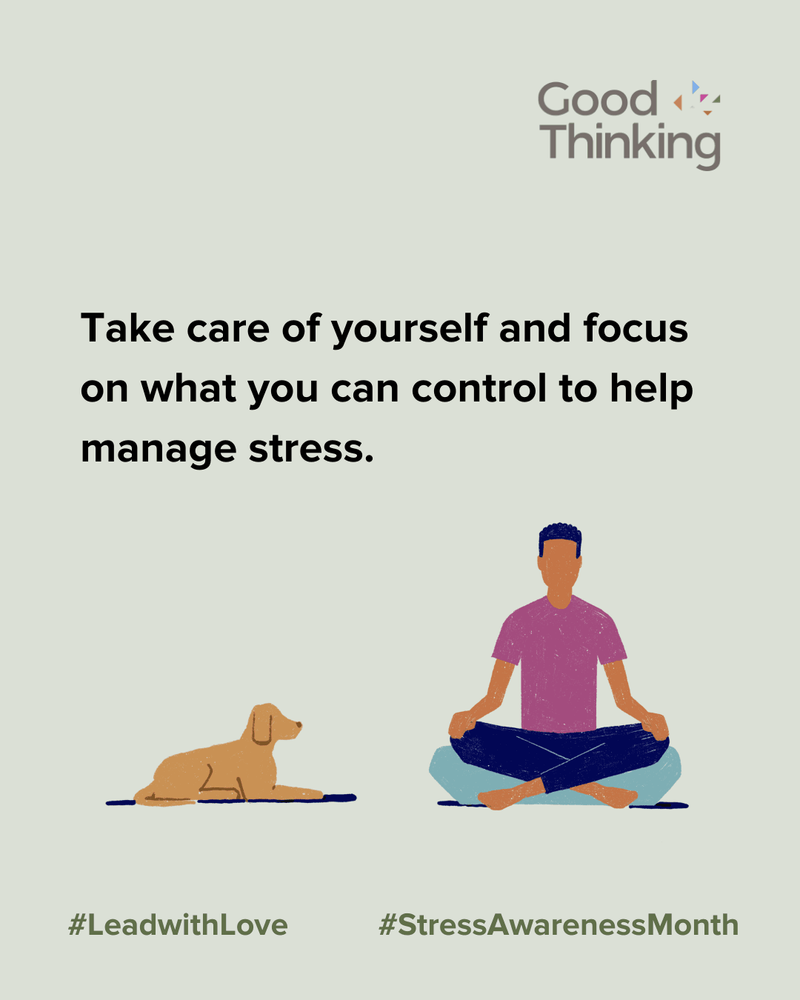 Good
Thinking
Take care of yourself and focus
on what you can control to help
manage stress.
#LeadwithLove
#StressAwarenessMonth